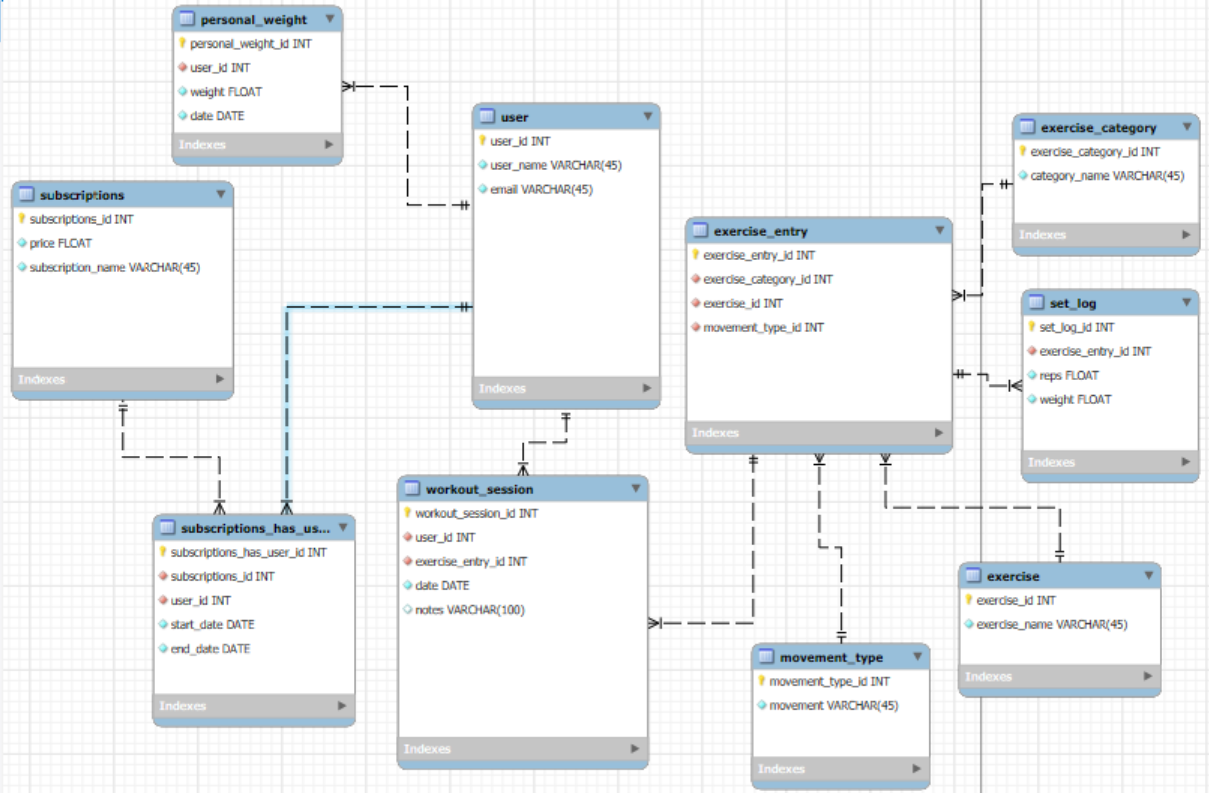 personal_weight
personal_weight_id INT
user_id INT
weight FLOAT
date DATE
Indexes
subscriptions
subscriptions_id INT
price FLOAT
subscription_name VARCHAR(45)
Indexes
user
user_id INT
user_name VARCHAR(45)
email VARCHAR(45)
Indexes
exercise_entry
exercise_entry_id INT
exercise_category_id INT
exercise_id INT
movement_type_id INT
Indexes
exercise_category
exercise_category_id INT
category_name VARCHAR(45)
Indexes
set_log
set_log_id INT
exercise_entry_id INT
reps FLOAT
weight FLOAT
Indexes
subscriptions_has_us...
subscriptions_has_user_id INT
subscriptions_id INT
user_id INT
start_date DATE
end_date DATE
Indexes
workout_session
workout_session_id INT
user_id INT
exercise_entry_id INT
date DATE
notes VARCHAR(100)
Indexes
movement_type
movement_type_id INT
movement VARCHAR(45)
Indexes
exercise
exercise_id INT
exercise_name VARCHAR(45)
Indexes